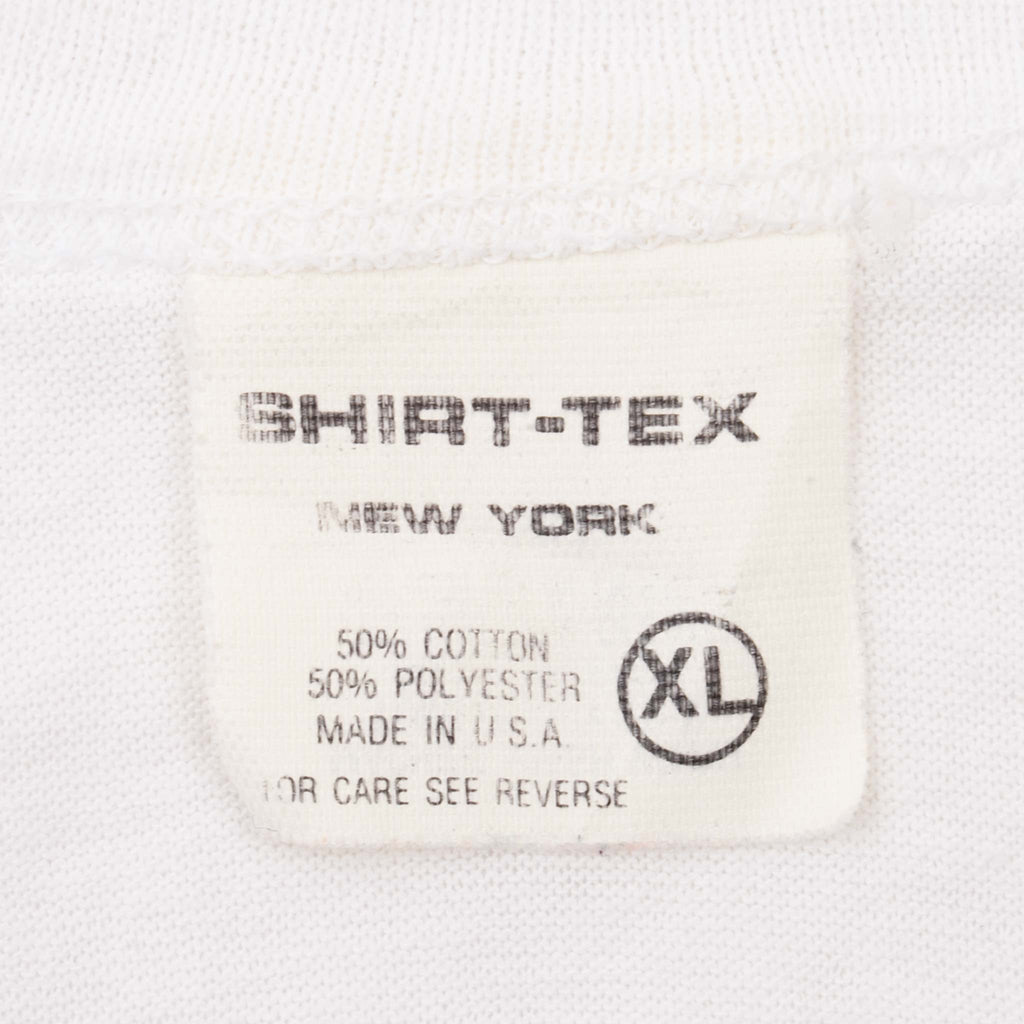 SHIRT-TEX
NEW YORK
50% COTTON
50% POLYESTER
MADE IN U.S.A.
FOR CARE SEE REVERSE
XL